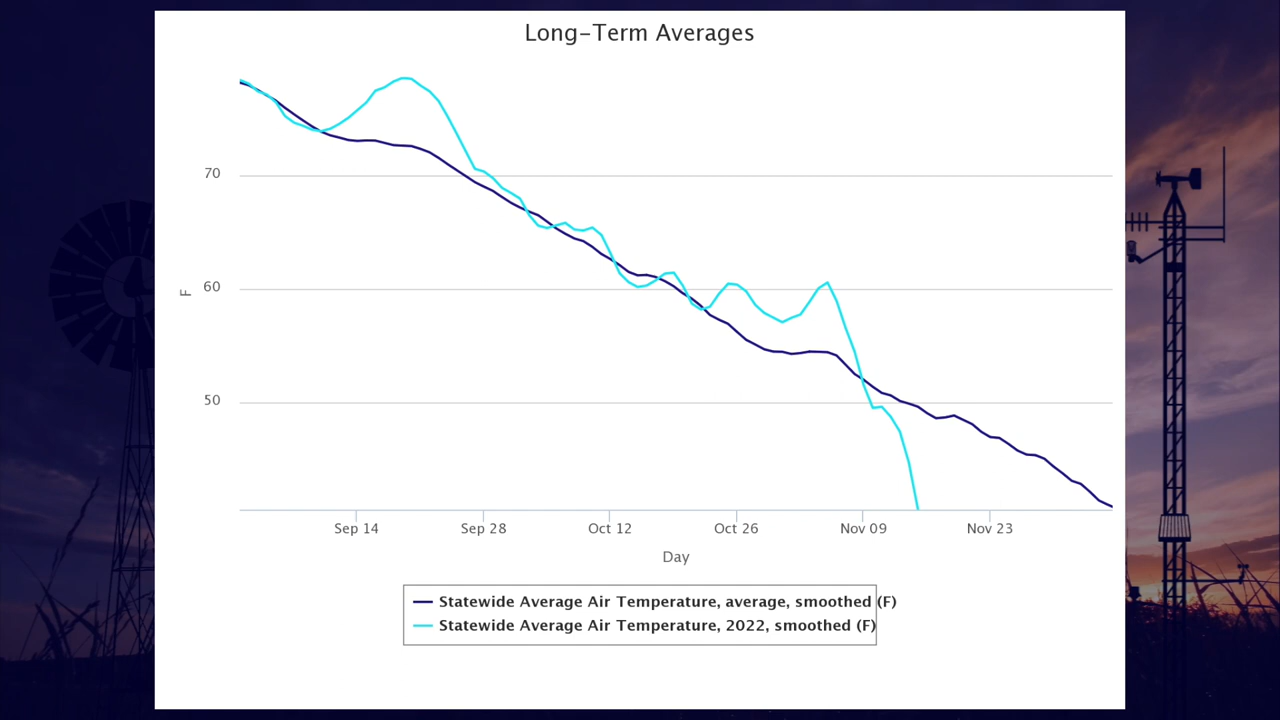 Long-Term Averages
70
60
50
F
Sep 14 Sep 28 Oct 12 Oct 26 Nov 09 Nov 23
Day
Statewide Average Air Temperature, average, smoothed (F)
Statewide Average Air Temperature, 2022, smoothed (F)